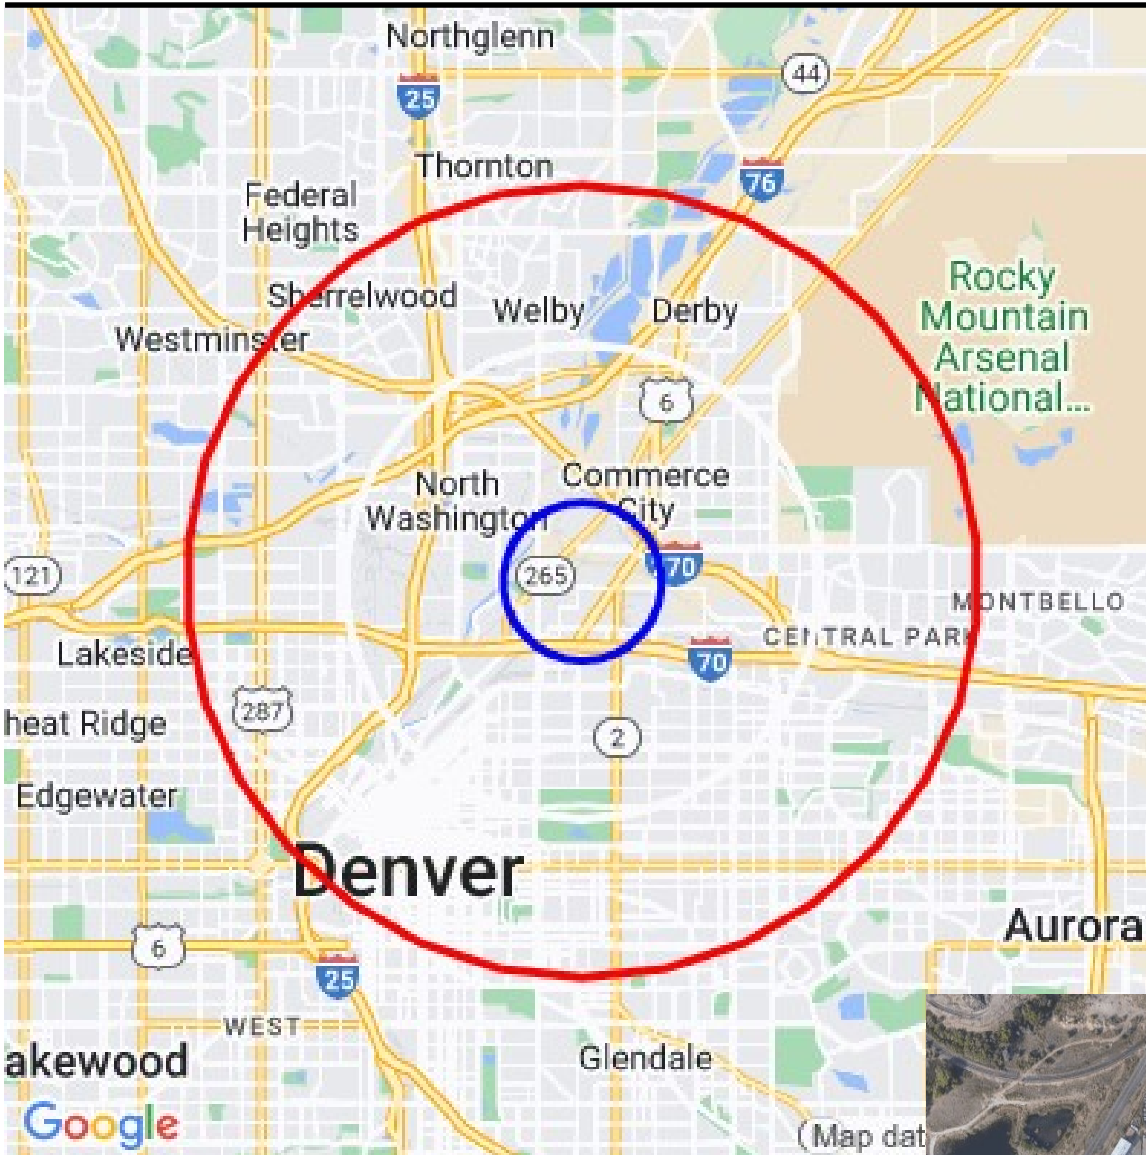 Northglenn
44
25
Thornton
76
Federal
Heights
Rocky
Mountain
Arsenal
National...
Sherrelwood
Welby
Derby
Westminster
6
Commerce
City
North
Washington
265
70
121
MONTBELLO
CENTRAL PARK
Lakeside
70
287
heat Ridge
2
Edgewater
Denver
Aurora
6
25
WEST
akewood
Glendale
Google
(Map dat